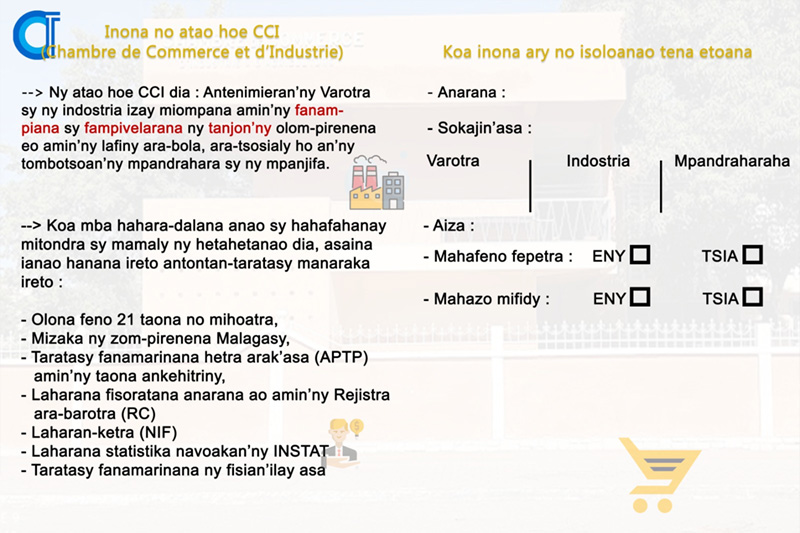 Inona no atao hoe CCI
(Chambre de Commerce et d'Industrie)
--> Ny atao hoe CCI dia : Antenimieran'ny Varotra
sy ny indostria izay miompana amin'ny fanam-
piana sy fampivelarana ny tanjon'ny olom-pirenena
eo amin'ny lafiny ara-bola, ara-tsosialy ho an'ny
tombotsoan'ny mpandrahara sy ny mpanjifa.
--> Koa mba hahara-dalana anao sy hahafahanay
mitondra sy mamaly ny hetahetanao dia, asaina
ianao hanana ireto antontan-taratasy manaraka
ireto :
- Olona feno 21 taona no mihoatra,
- Mizaka ny zom-pirenena Malagasy,
- Taratasy fanamarinana hetra arak'asa (APTP)
amin'ny taona ankehitriny,
- Laharana fisoratana anarana ao amin'ny Rejistra
ara-barotra (RC)
- Laharan-ketra (NIF)
- Laharana statistika navoakan'ny INSTAT
- Taratasy fanamarinana ny fisian'ilay asa
Koa inona ary no isoloanao tena etoana
- Anarana :
- Sokajin'asa :
Varotra Indostria Mpandraharaha
- Aiza :
- Mahafeno fepetra : ENY TSIA
- Mahazo mifidy : ENY TSIA